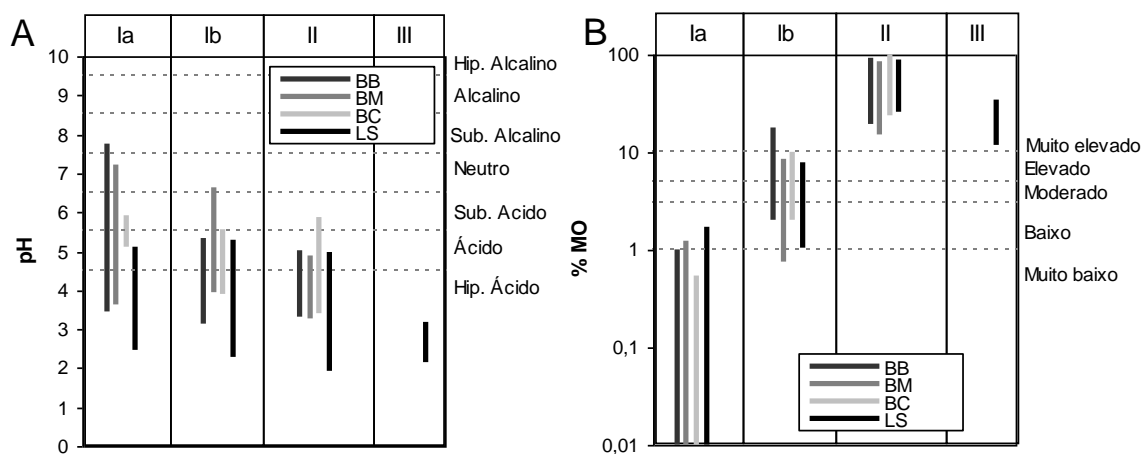 A
Ia Ib II III
10
9
8
7
6
5
4
3
2
1
0
pH
BB
BM
BC
LS
Hip. Alcalino
Alcalino
Sub. Alcalino
Neutro
Sub. Acido
Ácido
Hip. Ácido
B
Ia Ib II III
100
10
1
0,1
0,01
% MO
BB
BM
BC
LS
Muito elevado
Elevado
Moderado
Baixo
Muito baixo